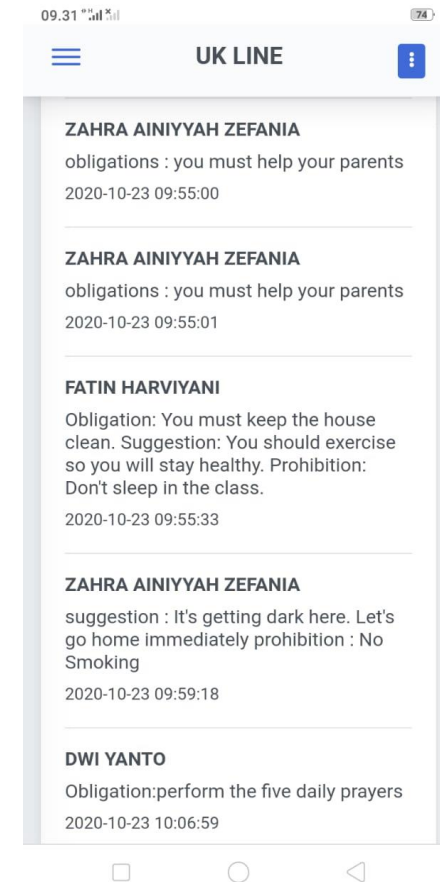 09.31
74
UK LINE
ZAHRA AINIYYAH ZEFANIA
obligations : you must help your parents
2020-10-23 09:55:00
ZAHRA AINIYYAH ZEFANIA
obligations : you must help your parents
2020-10-23 09:55:01
FATIN HARVIYANI
Obligation: You must keep the house
clean. Suggestion: You should exercise
so you will stay healthy. Prohibition:
Don't sleep in the class.
2020-10-23 09:55:33
ZAHRA AINIYYAH ZEFANIA
suggestion : It's getting dark here. Let's
go home immediately prohibition : No
Smoking
2020-10-23 09:59:18
DWI YANTO
Obligation:perform the five daily prayers
2020-10-23 10:06:59